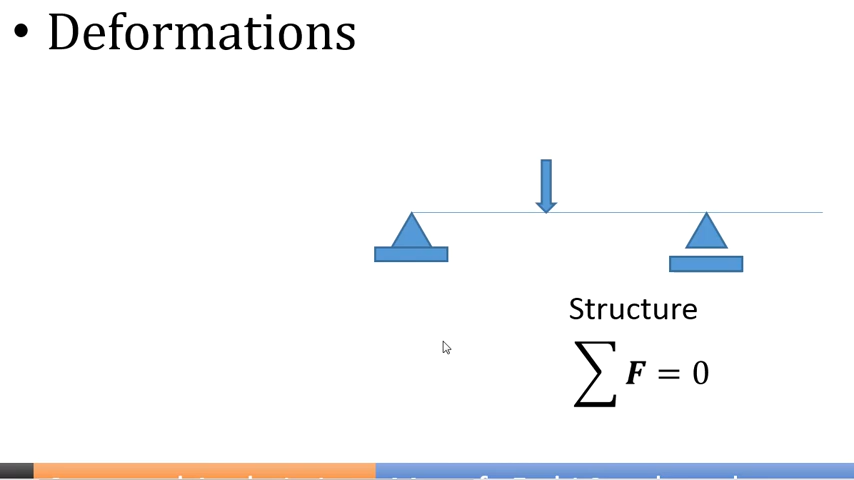 • Deformations
Structure
∑ F = 0